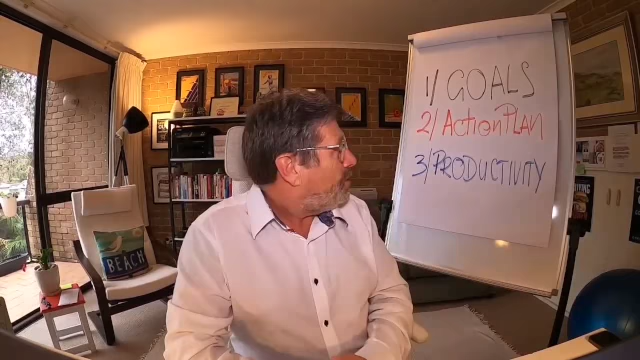 1/ GOALS
2/ Action PLAN
3/ PRODUCTIVITY
BEACH